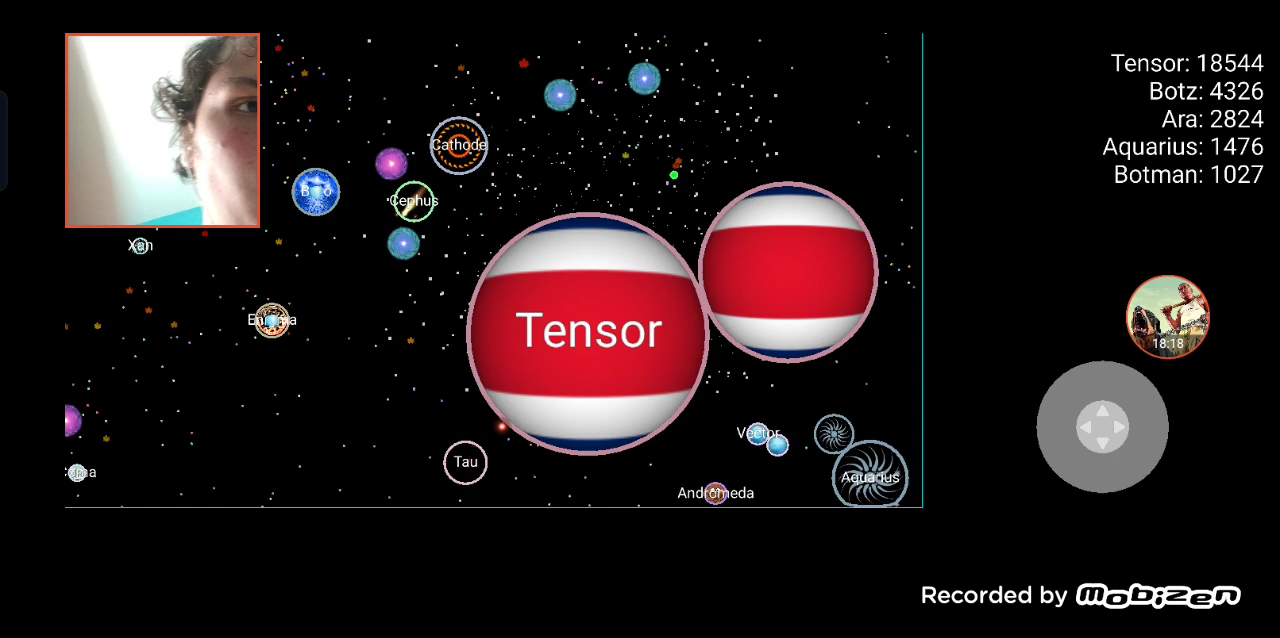 Tensor: 18544
Botz: 4326
Ara: 2824
Aquarius: 1476
Botman: 1027
Cathode
Cephus
Xan
Tensor
18:18
Vector
Tau
Aquarius
Andromeda
Recorded by mobizen